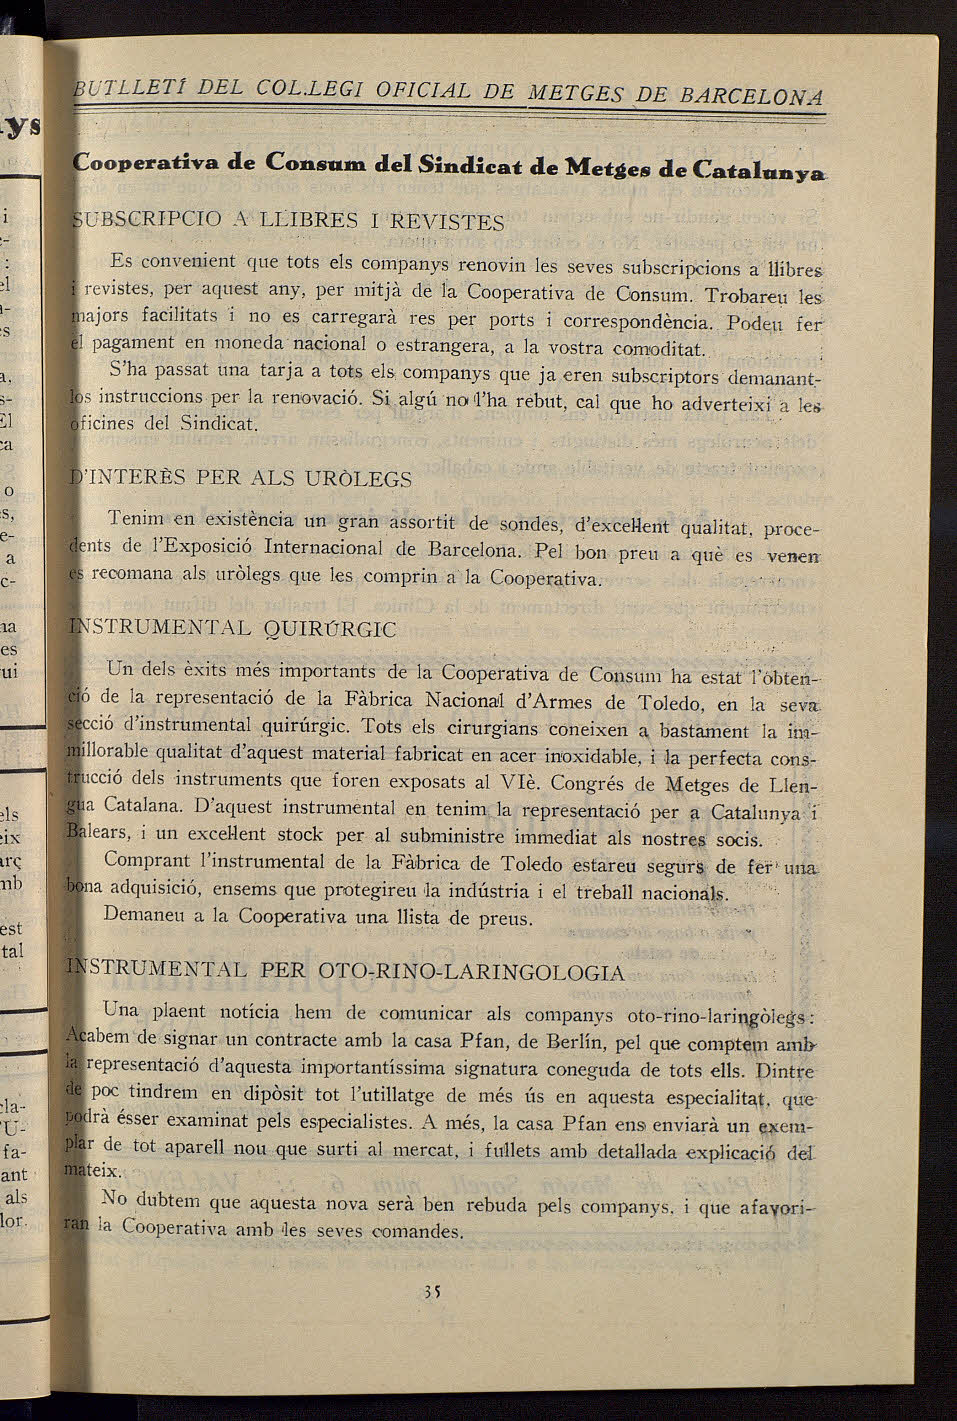 BUTLLETÍ DEL COL.LEGI OFICIAL DE METGES DE BARCELONA
Cooperativa de Consum del Sindicat de Metges de Catalunya
SUBSCRIPCIO A LLIBRES I REVISTES
Es convenient que tots els companys renovin les seves subscripcions a llibres
i revistes, per aquest any, per mitjà de la Cooperativa de Consum. Trobareu les
majors facilitats i no es carregarà res per ports i correspondència. Podeu fer
el pagament en moneda nacional o estrangera, a la vostra comoditat.
S'ha passat una tarja a tots els companys que ja eren subscriptors demanant-
los instruccions per la renovació. Si algú no l'ha rebut, cal que ho adverteixi a les
oficines del Sindicat.
D'INTERÈS PER ALS URÒLEGS
Tenim en existència un gran assortit de sondes, d'excel·lent qualitat, proce-
dents de l'Exposició Internacional de Barcelona. Pel bon preu a què es venen
es recomana als uròlegs que les comprin a la Cooperativa.
INSTRUMENTAL QUIRÚRGIC
Un dels èxits més importants de la Cooperativa de Consum ha estat l'obten-
ció de la representació de la Fàbrica Nacional d'Armes de Toledo, en la seva
secció d'instrumental quirúrgic. Tots els cirurgians coneixen a bastament la im-
millorable qualitat d'aquest material fabricat en acer inoxidable, i la perfecta cons-
trucció dels instruments que foren exposats al VIè. Congrés de Metges de Llen-
gua Catalana. D'aquest instrumental en tenim la representació per a Catalunya i
Balears, i un excel·lent stock per al subministre immediat als nostres socis.
Comprant l'instrumental de la Fàbrica de Toledo estareu segurs de fer una
bona adquisició, ensems que protegireu la indústria i el treball nacionals.
Demaneu a la Cooperativa una llista de preus.
INSTRUMENTAL PER OTO-RINO-LARINGOLOGIA
Una plaent notícia hem de comunicar als companys oto-rino-laringòlegs:
Acabem de signar un contracte amb la casa Pfan, de Berlín, pel que comptem amb
la representació d'aquesta importantíssima signatura coneguda de tots ells. Dintre
de poc tindrem en dipòsit tot l'utillatge de més ús en aquesta especialitat, que
podrà ésser examinat pels especialistes. A més, la casa Pfan ens enviarà un exem-
plar de tot aparell nou que surti al mercat, i fullets amb detallada explicació del
mateix.
No dubtem que aquesta nova serà ben rebuda pels companys, i que afavori-
ran la Cooperativa amb les seves comandes.
35